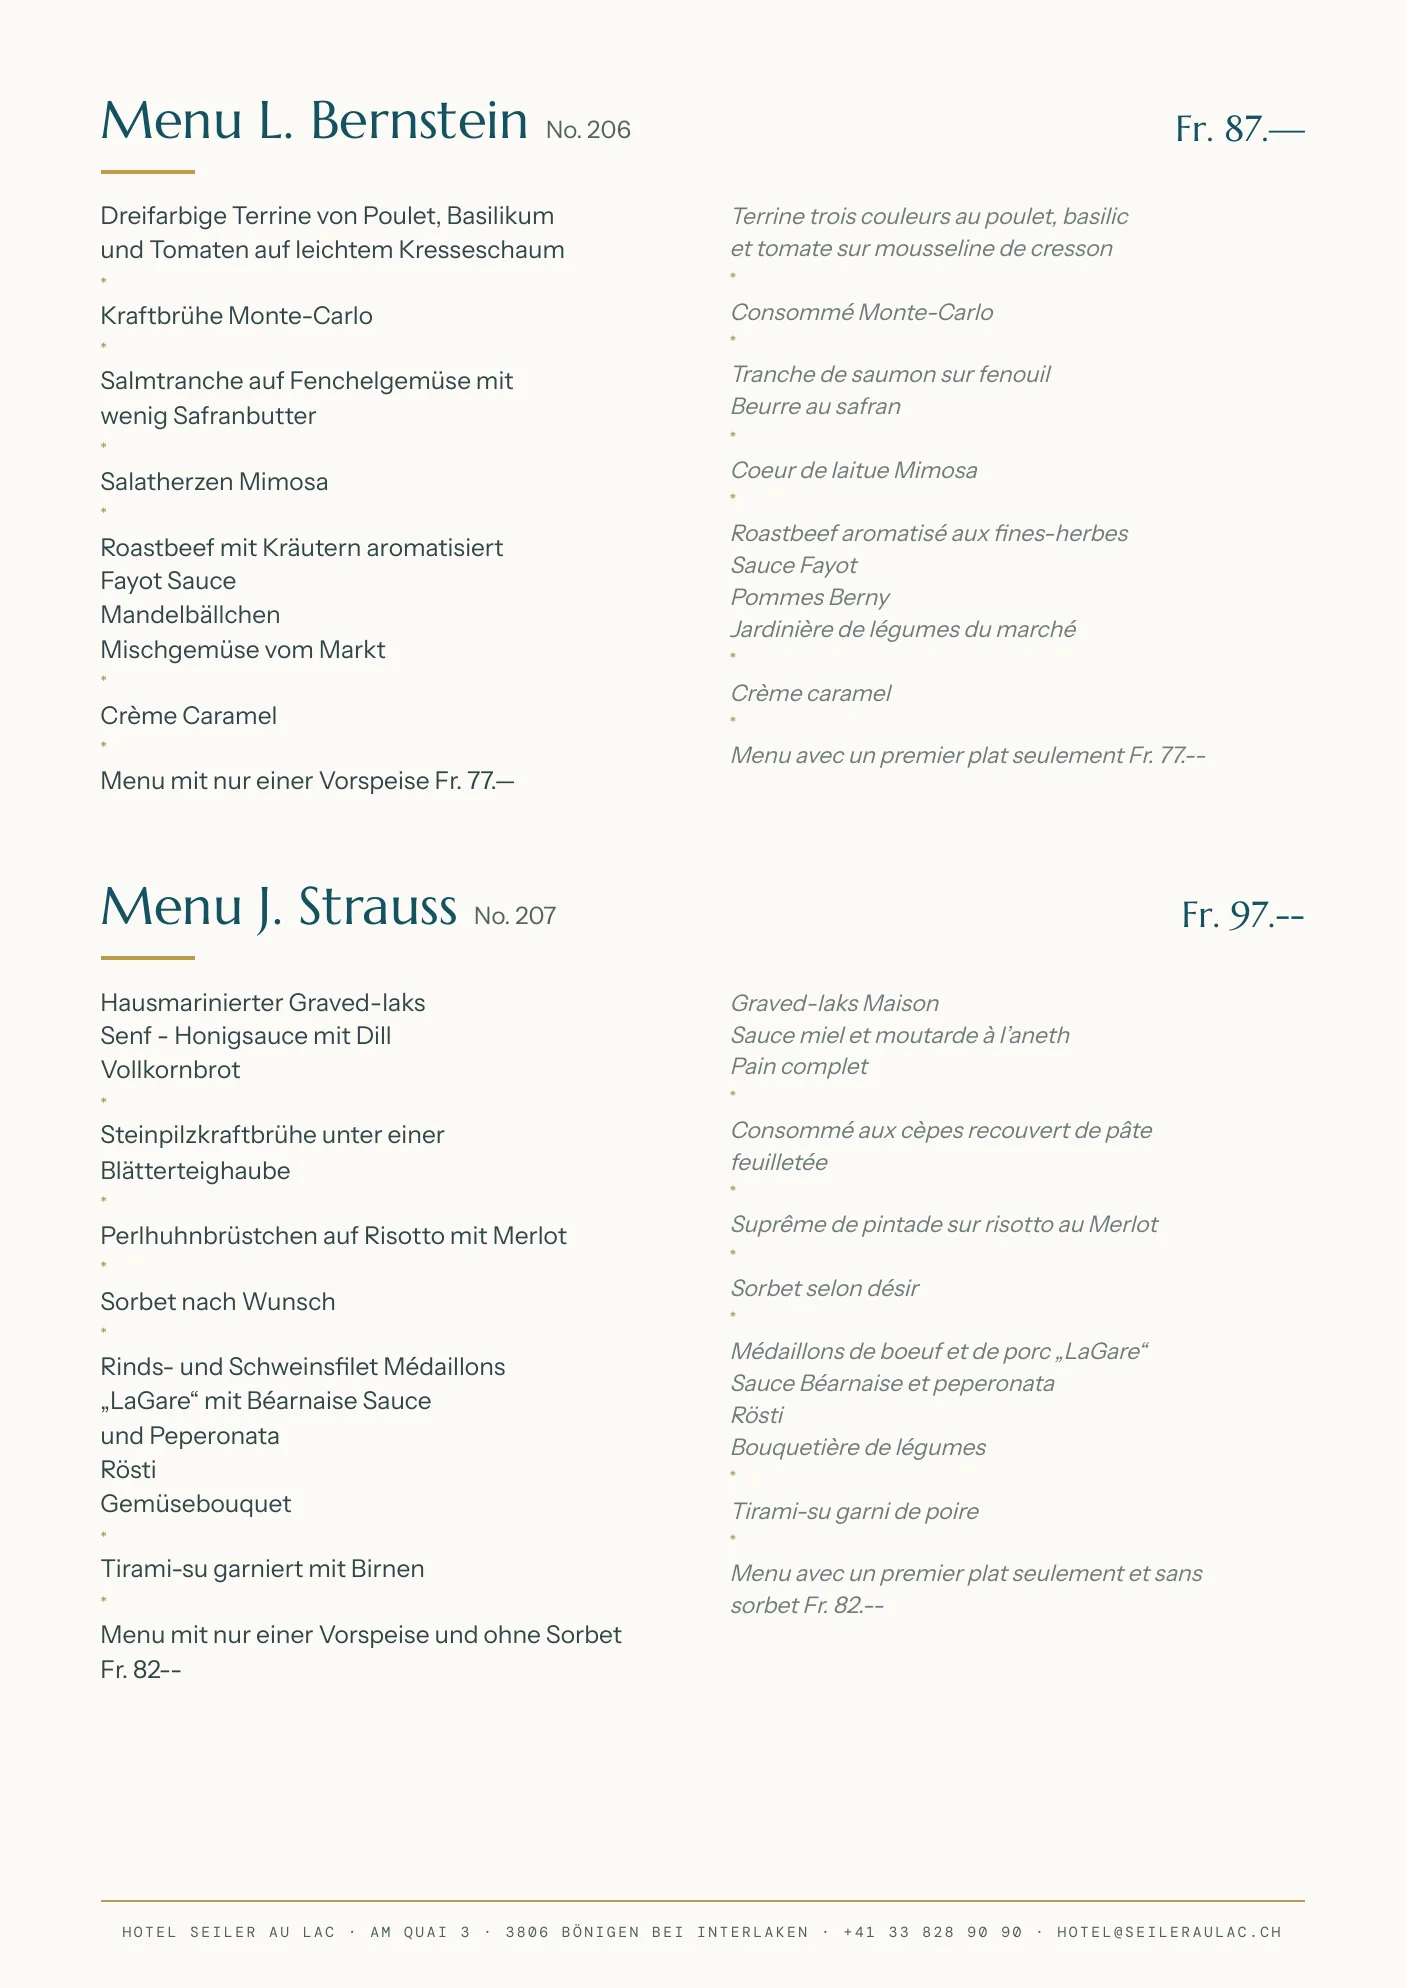 Menu L. Bernstein No. 206
Fr. 87.—
Dreifarbige Terrine von Poulet, Basilikum
und Tomaten auf leichtem Kresseschaum
*
Kraftbrühe Monte-Carlo
*
Salmtranche auf Fenchelgemüse mit
wenig Safranbutter
*
Salatherzen Mimosa
*
Roastbeef mit Kräutern aromatisiert
Fayot Sauce
Mandelbällchen
Mischgemüse vom Markt
*
Crème Caramel
*
Menu mit nur einer Vorspeise Fr. 77.—
Terrine trois couleurs au poulet, basilic
et tomate sur mousseline de cresson
*
Consommé Monte-Carlo
*
Tranche de saumon sur fenouil
Beurre au safran
*
Coeur de laitue Mimosa
*
Roastbeef aromatisé aux fines-herbes
Sauce Fayot
Pommes Berny
Jardinière de légumes du marché
*
Crème caramel
*
Menu avec un premier plat seulement Fr. 77.--
Menu J. Strauss No. 207
Fr. 97.--
Hausmarinierter Graved-laks
Senf - Honigsauce mit Dill
Vollkornbrot
*
Steinpilzkraftbrühe unter einer
Blätterteighaube
*
Perlhuhnbrüstchen auf Risotto mit Merlot
*
Sorbet nach Wunsch
*
Rinds- und Schweinsfilet Médaillons
„LaGare“ mit Béarnaise Sauce
und Peperonata
Rösti
Gemüsebouquet
*
Tirami-su garniert mit Birnen
*
Menu mit nur einer Vorspeise und ohne Sorbet
Fr. 82--
Graved-laks Maison
Sauce miel et moutarde à l’aneth
Pain complet
*
Consommé aux cèpes recouvert de pâte
feuilletée
*
Suprême de pintade sur risotto au Merlot
*
Sorbet selon désir
*
Médaillons de boeuf et de porc „LaGare“
Sauce Béarnaise et peperonata
Rösti
Bouquetière de légumes
*
Tirami-su garni de poire
*
Menu avec un premier plat seulement et sans
sorbet Fr. 82.--
HOTEL SEILER AU LAC · AM QUAI 3 · 3806 BÖNIGEN BEI INTERLAKEN · +41 33 828 90 90 · HOTEL@SEILERAULAC.CH